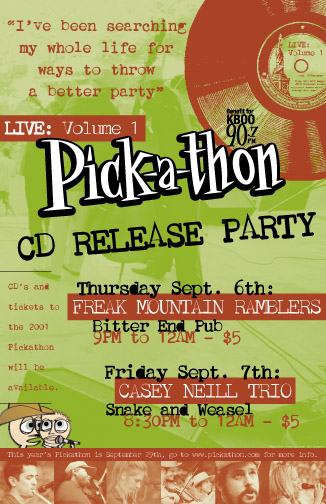 “I’ve been searching
my whole life for
ways to throw
a better party”
LIVE:
Volume 1
Benefit for
KBOO
90.7
FM
LIVE: Volume 1
Pick-a-thon
CD RELEASE PARTY
CD's and
tickets to
the 2001
Pickathon
will be
available.
Thursday Sept. 6th:
FREAK MOUNTAIN RAMBLERS
Bitter End Pub
9PM to 12AM - $5
Friday Sept. 7th:
CASEY NEILL TRIO
Snake and Weasel
8:30PM to 12AM - $5
This year's Pickathon is September 29th, go to www.pickathon.com for more info.